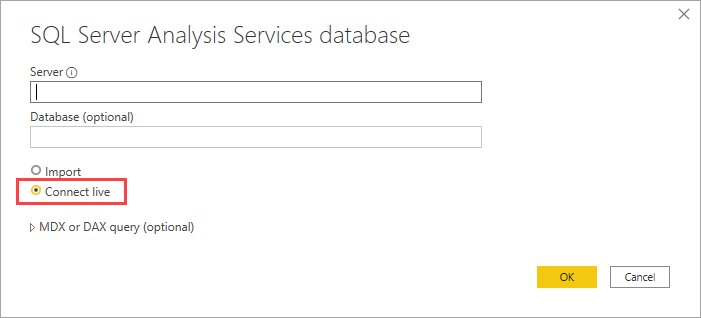 SQL Server Analysis Services database
Server
Database (optional)
Import
Connect live
MDX or DAX query (optional)
OK
Cancel